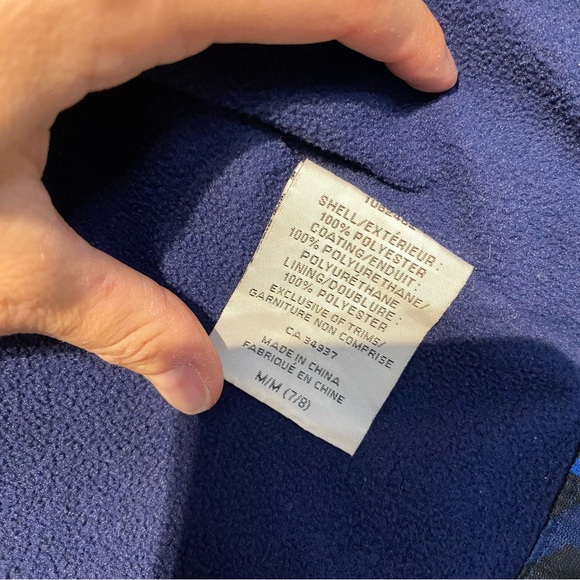 SHELL/EXTÉRIEUR :
100% POLYESTER
COATING/ENDUIT:
100% POLYURETHANE/
POLYURÉTHANE
LINING/DOUBLURE :
100% POLYESTER
EXCLUSIVE OF TRIMS/
GARNITURE NON COMPRISE
CA 34937
MADE IN CHINA
FABRIQUÉ EN CHINE
M/M (7/8)